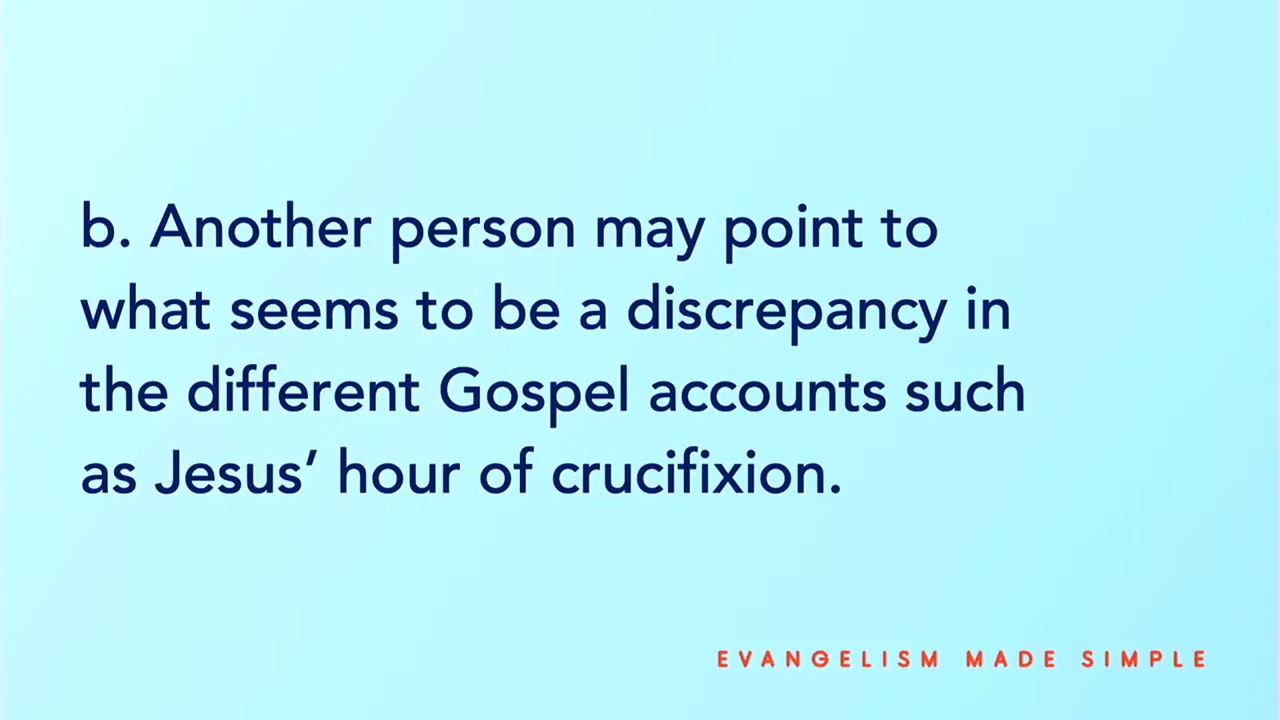 b. Another person may point to
what seems to be a discrepancy in
the different Gospel accounts such
as Jesus’ hour of crucifixion.
EVANGELISM MADE SIMPLE